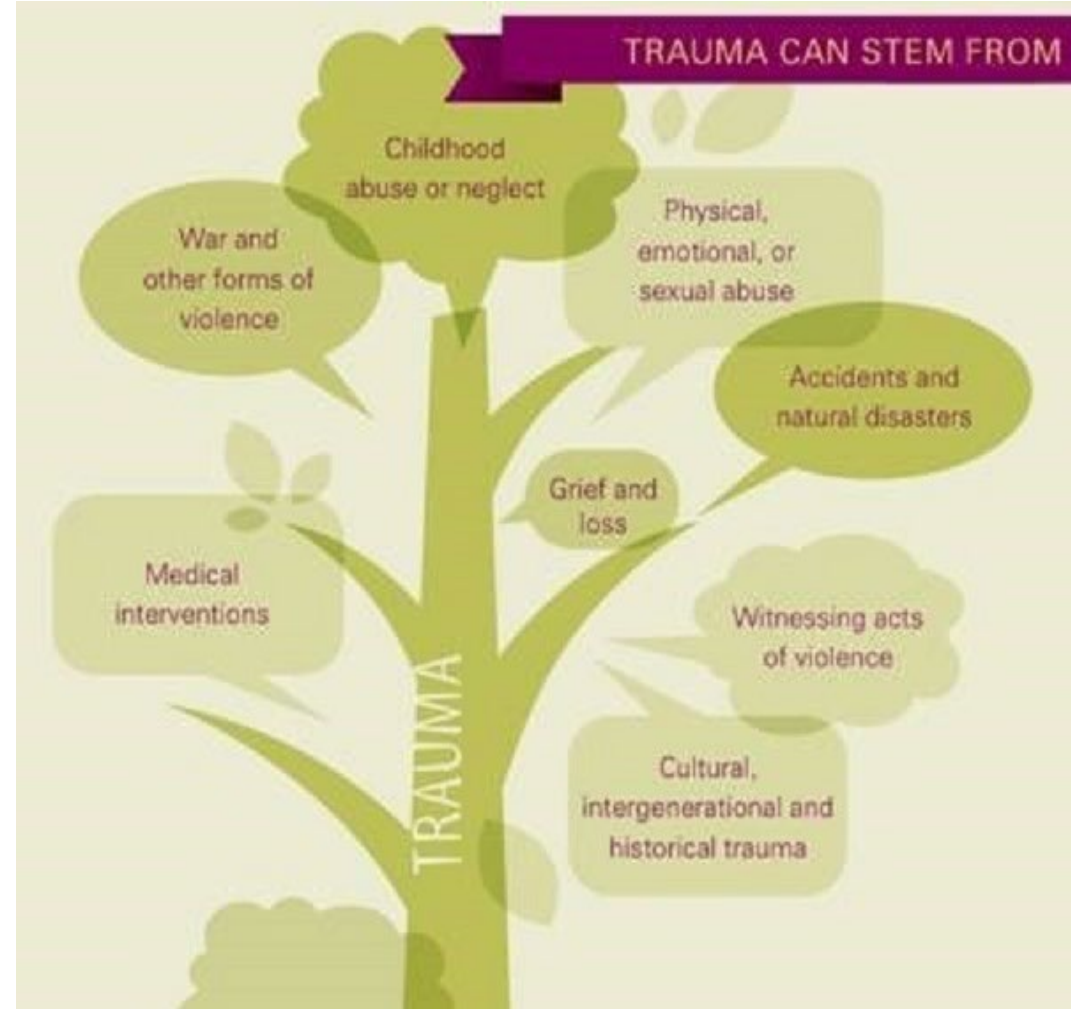 TRAUMA CAN STEM FROM
Childhood
abuse or neglect
War and
other forms of
violence
Physical,
emotional, or
sexual abuse
Accidents and
natural disasters
Grief and
loss
Medical
interventions
Witnessing acts
of violence
Cultural,
intergenerational and
historical trauma
TRAUMA